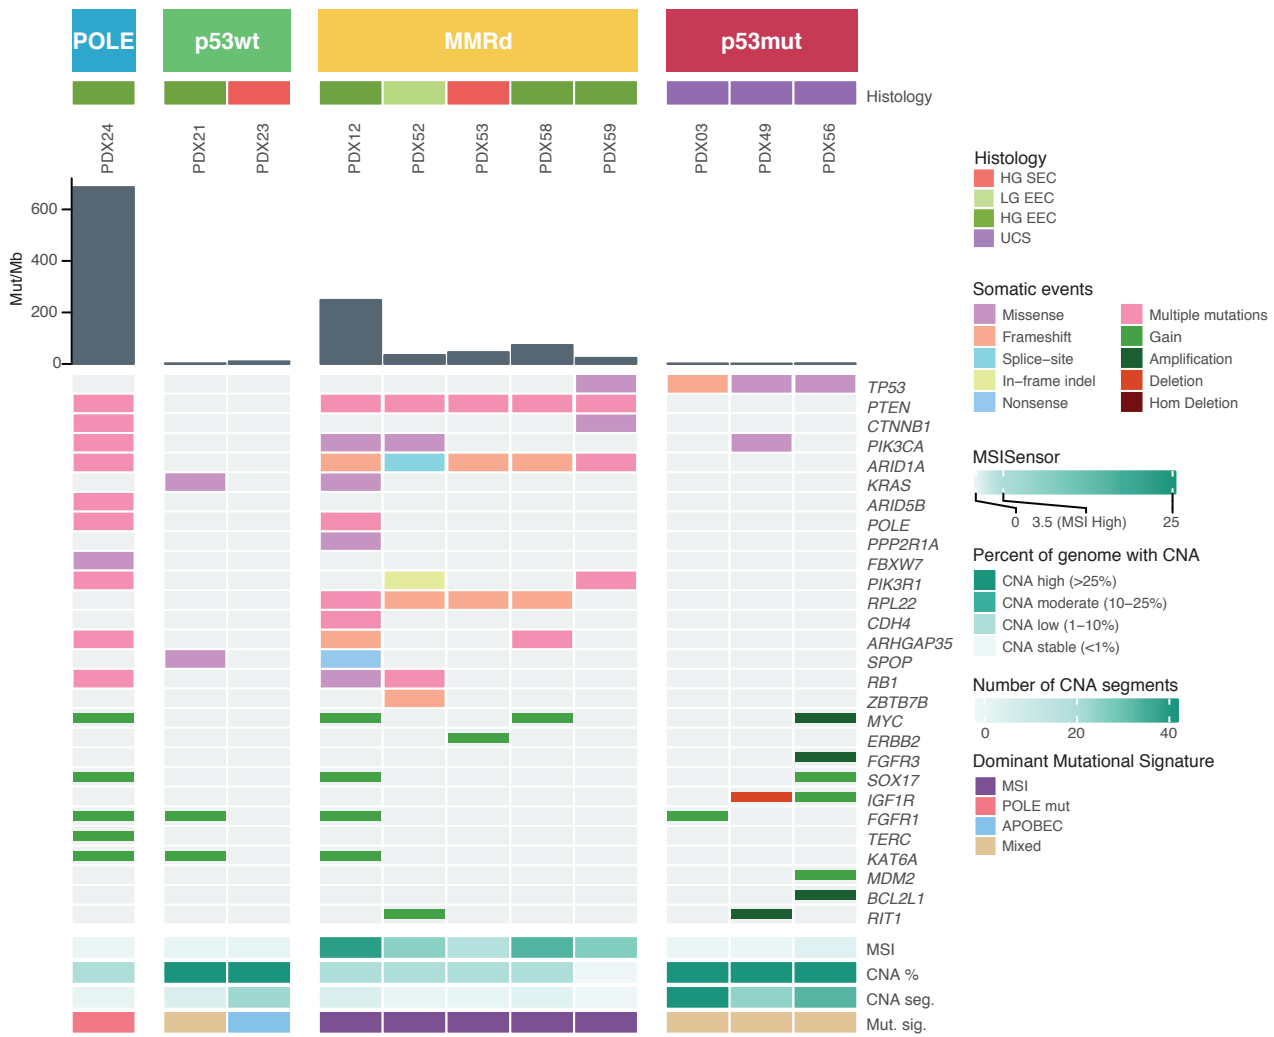 POLE p53wt MMRd p53mut
Histology
PDX24 PDX21 PDX23 PDX12 PDX52 PDX53 PDX58 PDX59 PDX03 PDX49 PDX56
Mut/Mb
600
400
200
0
TP53
PTEN
CTNNB1
PIK3CA
ARID1A
KRAS
ARID5B
POLE
PPP2R1A
FBXW7
PIK3R1
RPL22
CDH4
ARHGAP35
SPOP
RB1
ZBTB7B
MYC
ERBB2
FGFR3
SOX17
IGF1R
FGFR1
TERC
KAT6A
MDM2
BCL2L1
RIT1
MSI
CNA %
CNA seg.
Mut. sig.
Histology
HG SEC
LG EEC
HG EEC
UCS
Somatic events
Missense
Frameshift
Splice-site
In-frame indel
Nonsense
Multiple mutations
Gain
Amplification
Deletion
Hom Deletion
MSISensor
0 3.5 (MSI High) 25
Percent of genome with CNA
CNA high (>25%)
CNA moderate (10-25%)
CNA low (1-10%)
CNA stable (<1%)
Number of CNA segments
0 20 40
Dominant Mutational Signature
MSI
POLE mut
APOBEC
Mixed